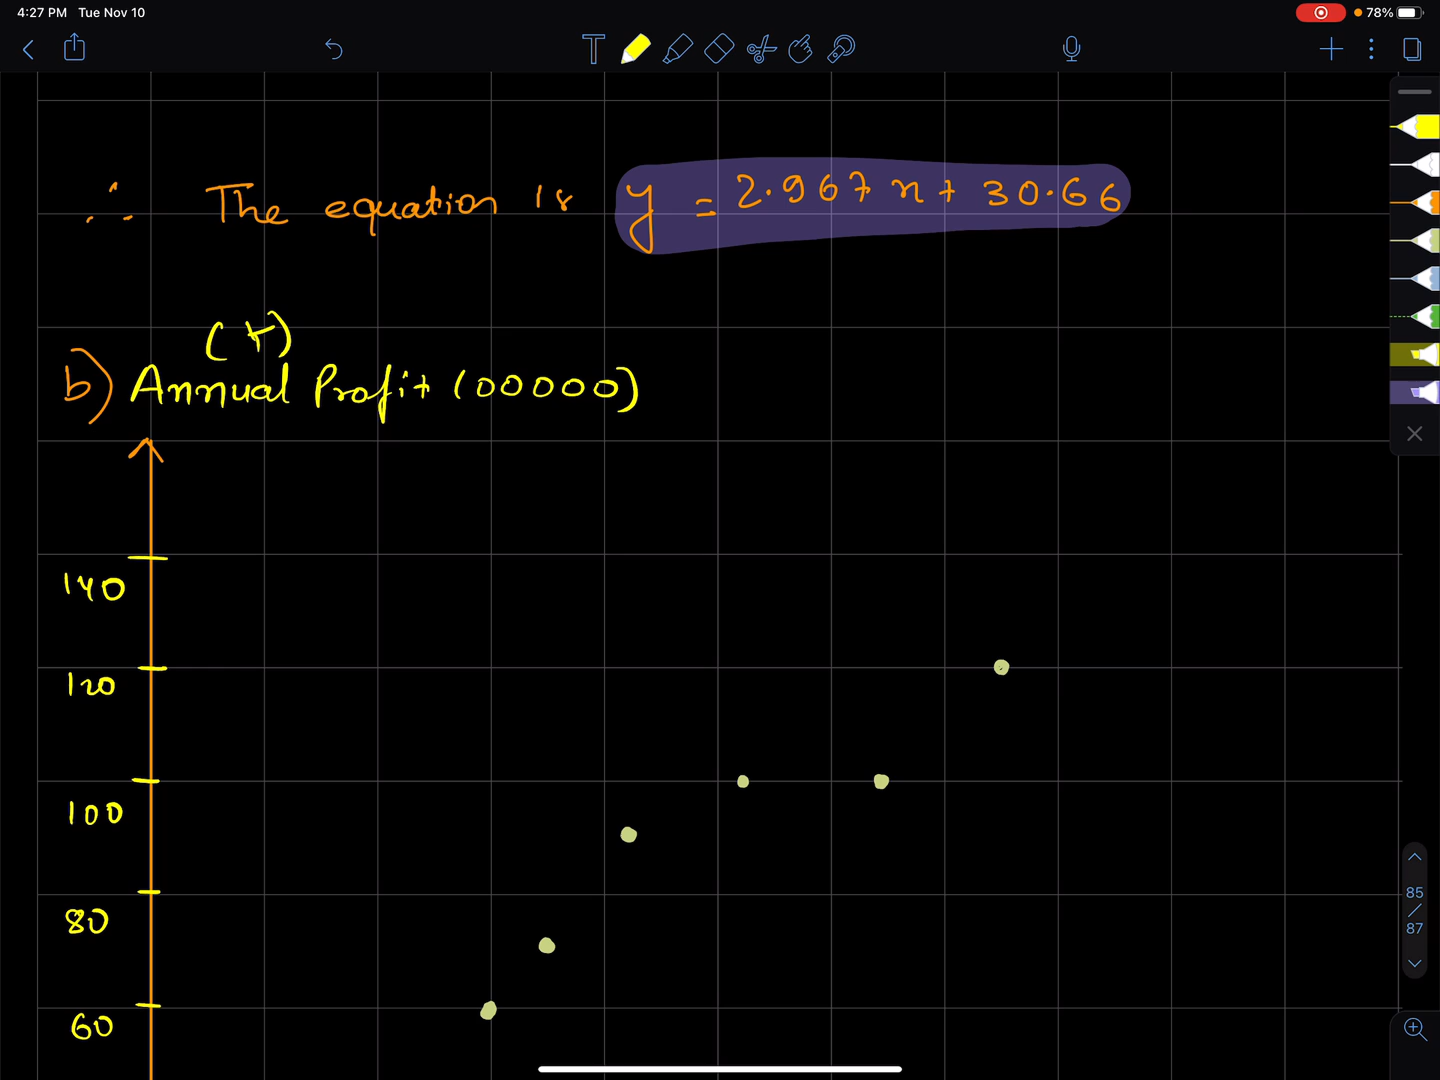 4:27 PM Tue Nov 10
78%
∴ The equation is y = 2.967x + 30.66
(Y)
b) Annual Profit (00000)
140
120
100
80
60
85
87